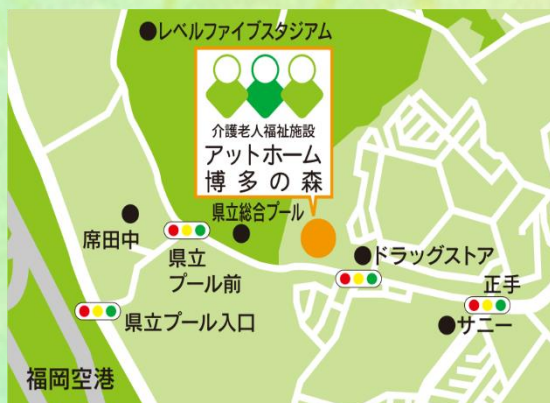 レベルファイブスタジアム
介護老人福祉施設
アットホーム
博多の森
県立総合プール
席田中
県立
プール前
ドラッグストア
正手
県立プール入口
サニー
福岡空港